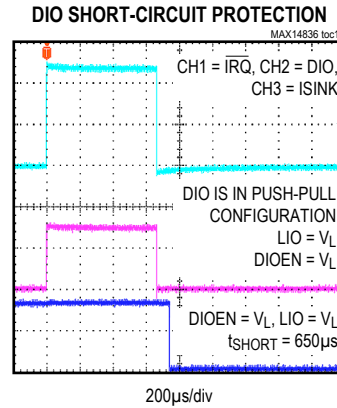 DIO SHORT-CIRCUIT PROTECTION
MAX14836 toc1
CH1 = IRQ, CH2 = DIO,
CH3 = ISINK
DIO IS IN PUSH-PULL
CONFIGURATION
LIO = VL
DIOEN = VL
DIOEN = VL, LIO = VL
tSHORT = 650µs
200µs/div